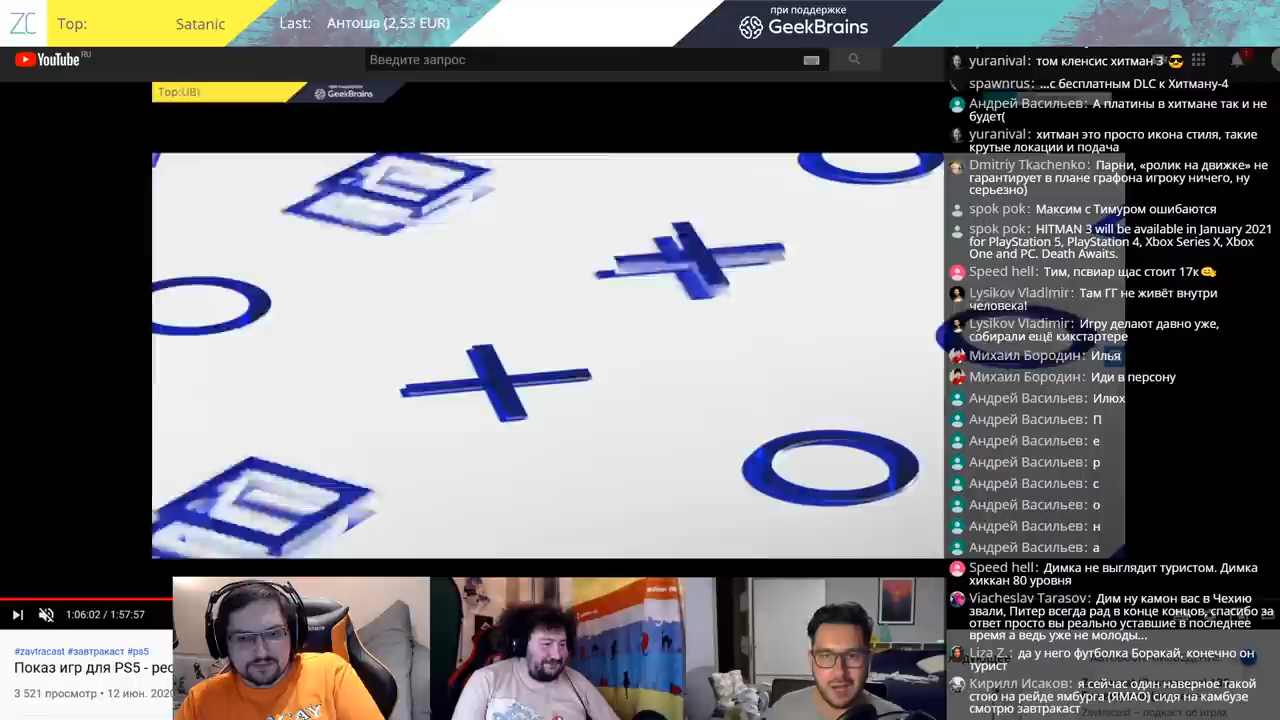 ZC
Top: Satanic
Last: Антоша (2,53 EUR)
при поддержке
GeekBrains
YouTube RU
Введите запрос
yuranival: том кленсис хитман 3
spawnrus: ...с бесплатным DLC к Хитману-4
Андрей Васильев: А платины в хитмане так и не
будет(
yuranival: хитман это просто икона стиля, такие
крутые локации и подача
Dmitriy Tkachenko: Парни, «ролик на движке» не
гарантирует в плане графона игроку ничего, ну
серьезно)
spok pok: Максим с Тимуром ошибаются
spok pok: HITMAN 3 will be available in January 2021
for PlayStation 5, PlayStation 4, Xbox Series X, Xbox
One and PC. Death Awaits.
Speed hell: Тим, псвиар щас стоит 17к
Lysikov Vladimir: Там ГГ не живёт внутри
человека!
Lysikov Vladimir: Игру делают давно уже,
собирали ещё кикстартере
Михаил Бородин: Илья
Михаил Бородин: Иди в персону
Андрей Васильев: Илюх
Андрей Васильев: П
Андрей Васильев: е
Андрей Васильев: р
Андрей Васильев: с
Андрей Васильев: о
Андрей Васильев: н
Андрей Васильев: а
Speed hell: Димка не выглядит туристом. Димка
хиккан 80 уровня
Viacheslav Tarasov: Дим ну камон вас в Чехию
звали, Питер всегда рад в конце концов, спасибо за
ответ просто вы реально уставшие в последнее
время а ведь уже не молоды...
Liza Z.: да у него футболка Боракай, конечно он
турист
Кирилл Исаков: я сейчас один наверное такой
стою на рейде ямбурга (ЯМАО) сидя на камбузе
смотрю завтракаст
GeekBrains
1:06:02 / 1:57:57
#zavtracast #завтракаст #ps5
Показ игр для PS5 - рес
3 521 просмотр • 12 июн. 2020
Zavtracast – подкаст об играх